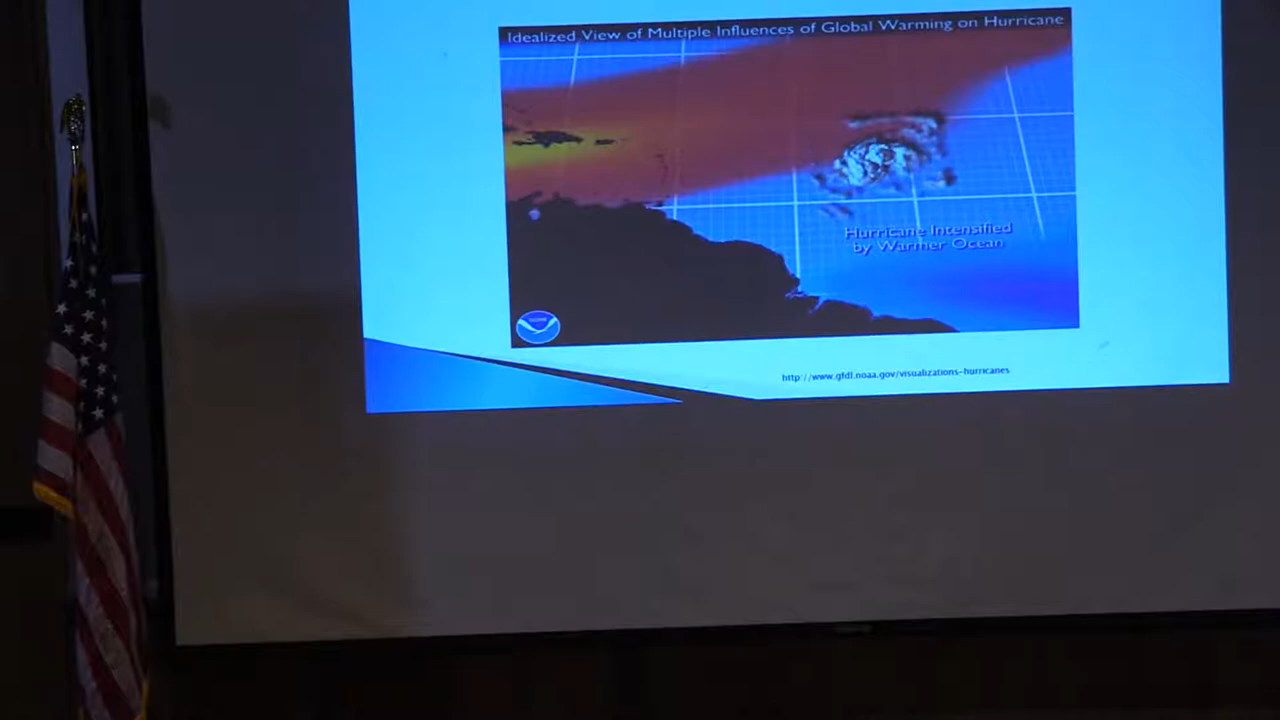 Idealized View of Multiple Influences of Global Warming on Hurricane
Hurricane Intensified
by Warmer Ocean
http://www.gfdl.noaa.gov/visualizations-hurricanes